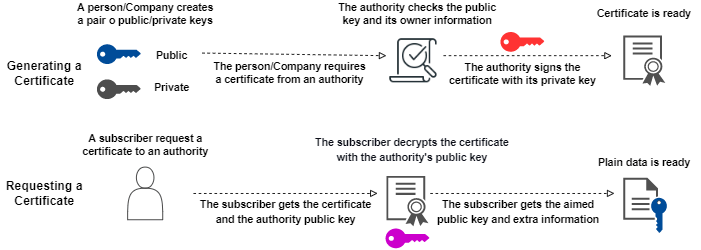 A person/Company creates
a pair o public/private keys
The authority checks the public
key and its owner information
Certificate is ready
Public
Generating a
Certificate
The person/Company requires
a certificate from an authority
The authority signs the
certificate with its private key
Private
A subscriber request a
certificate to an authority
The subscriber decrypts the certificate
with the authority's public key
Plain data is ready
Requesting a
Certificate
The subscriber gets the certificate
and the authority public key
The subscriber gets the aimed
public key and extra information